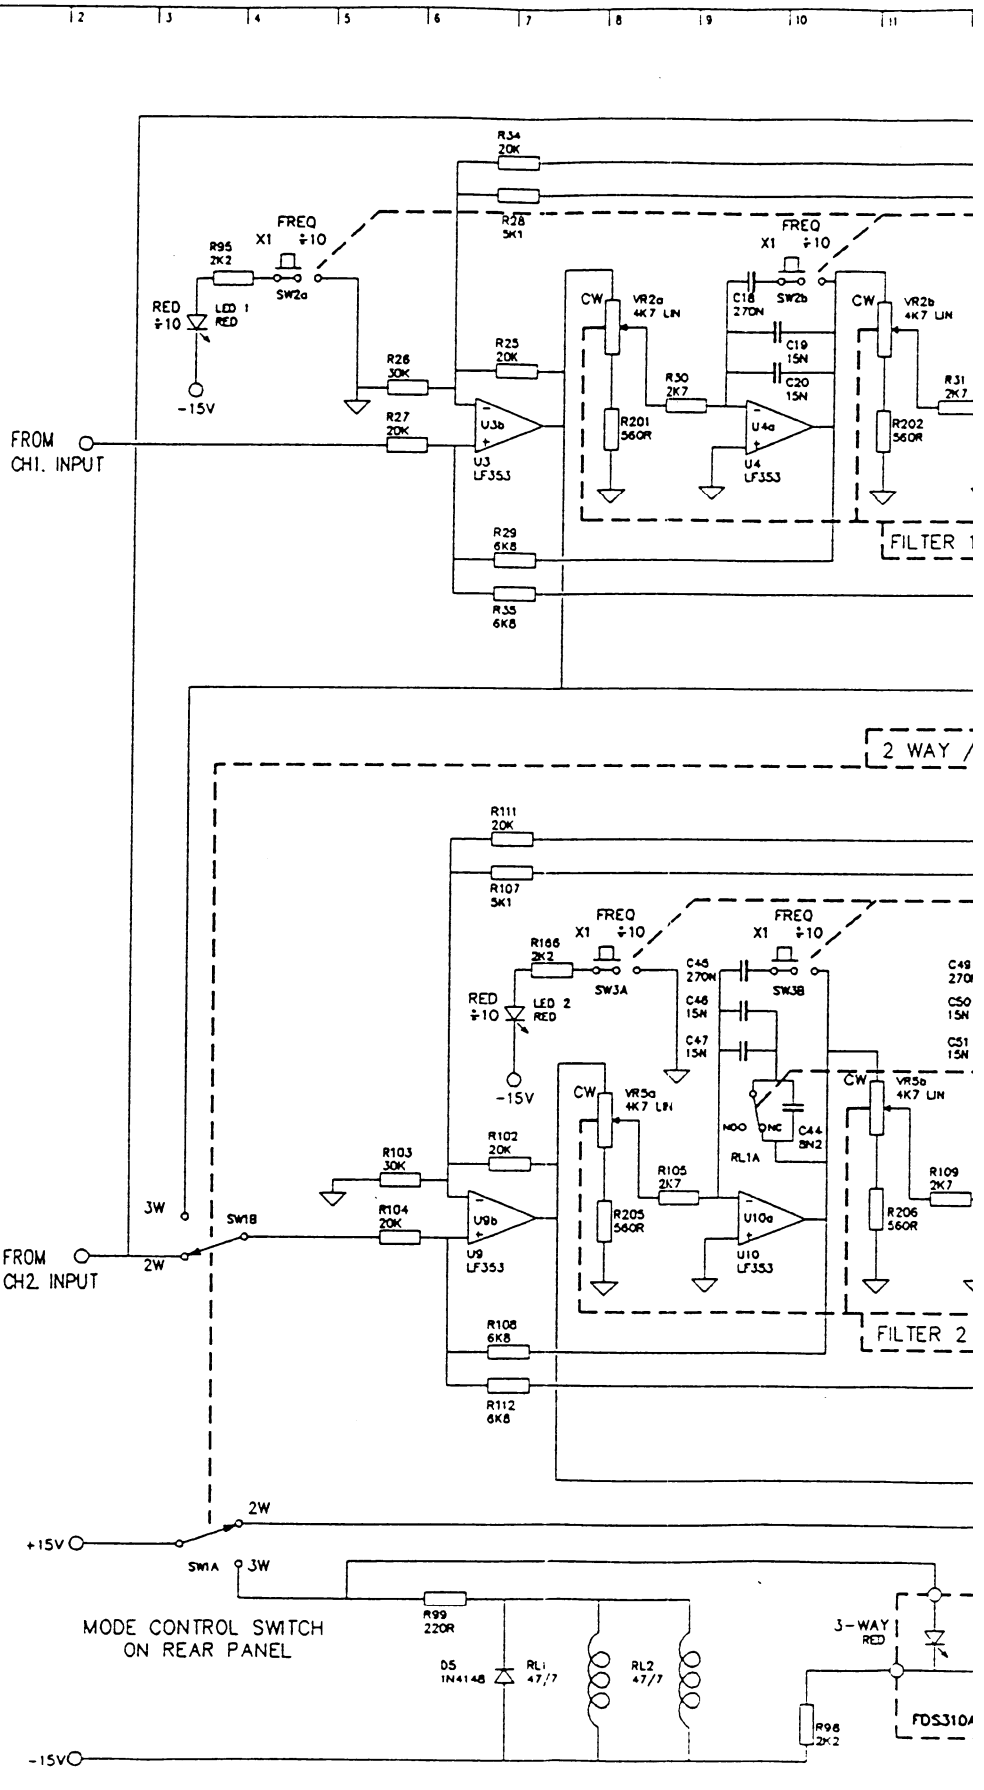 2
3
4
5
6
7
8
9
10
11
R34
20K
R28
5K1
FREQ
X1 ÷10
R95
2K2
SW2a
RED
÷10
LED 1
RED
-15V
FREQ
X1 ÷10
C18
270N
SW2b
CW
VR2a
4K7 LIN
CW
VR2b
4K7 LIN
C19
15N
C20
15N
R25
20K
R26
30K
R27
20K
R30
2K7
R31
2K7
FROM
CH1. INPUT
U3b
U3
LF353
R201
560R
U4a
U4
LF353
R202
560R
R29
6K8
FILTER 1
R35
6K8
2 WAY /
R111
20K
R107
5K1
FREQ
X1 ÷10
FREQ
X1 ÷10
R166
2K2
SW3A
C45
270N
SW3B
C49
270
RED
÷10
LED 2
RED
C46
15N
C50
15N
C47
15N
C51
15N
-15V
CW
VR5a
4K7 LIN
CW
VR5b
4K7 LIN
NO
NC
C44
8N2
RL1A
R102
20K
R103
30K
R104
20K
R105
2K7
R109
2K7
3W
SW1B
2W
FROM
CH2 INPUT
U9b
U9
LF353
R205
560R
U10a
U10
LF353
R206
560R
R108
6K8
FILTER 2
R112
6K8
2W
+15V
SW1A
3W
MODE CONTROL SWITCH
ON REAR PANEL
R99
220R
3-WAY
RED
D5
1N4148
RL1
47/7
RL2
47/7
R98
2K2
FDS310A
-15V